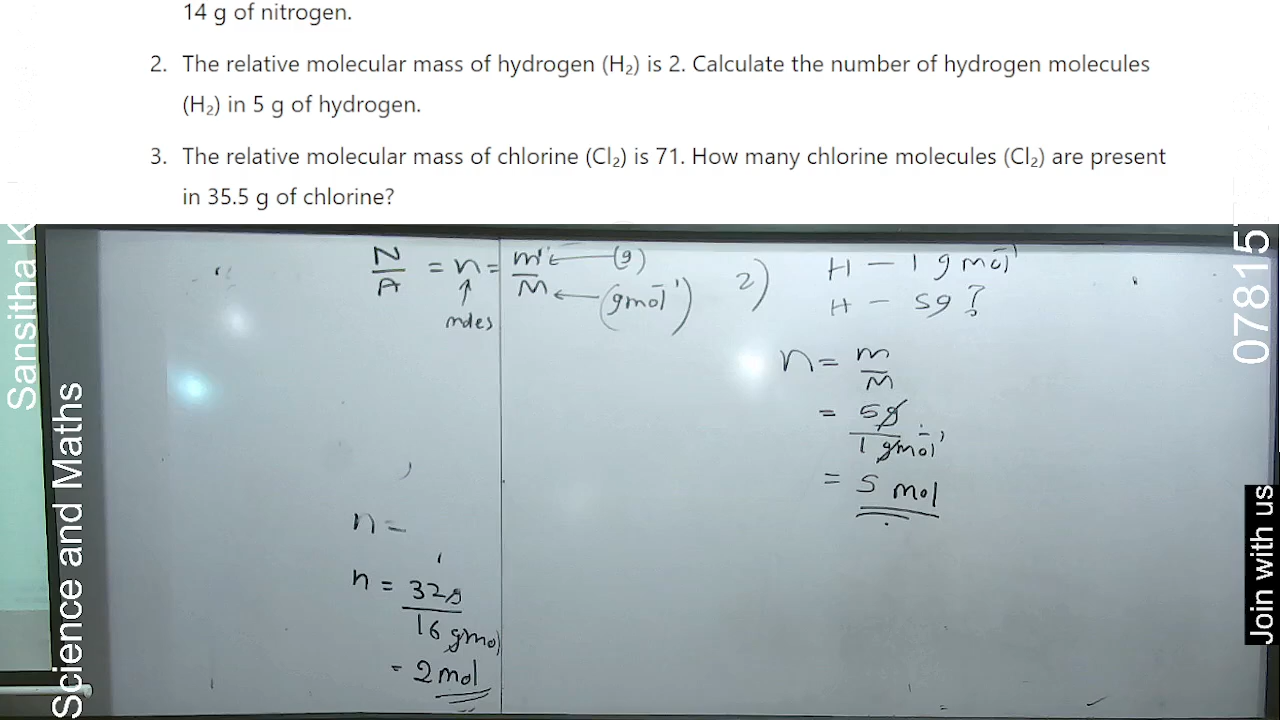 14 g of nitrogen.
2. The relative molecular mass of hydrogen (H₂) is 2. Calculate the number of hydrogen molecules
(H₂) in 5 g of hydrogen.
3. The relative molecular mass of chlorine (Cl₂) is 71. How many chlorine molecules (Cl₂) are present
in 35.5 g of chlorine?
N/A = n = m/M
(g)
(gmol⁻¹)
moles
n =
n = 32g
16 gmol
= 2 mol
2)
H – 1 gmol⁻¹
H – 5g ?
n = m/M
= 5g
1 gmol⁻¹
= 5 mol
Sansitha K
Science and Maths
07815
Join with us